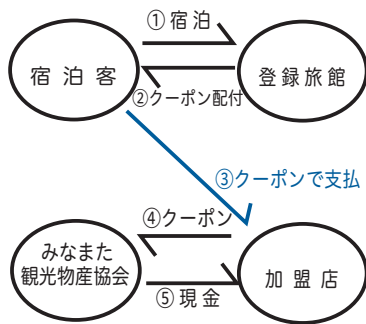 ①宿泊
宿泊客
登録旅館
②クーポン配付
③クーポンで支払
④クーポン
みなまた
観光物産協会
加盟店
⑤現金